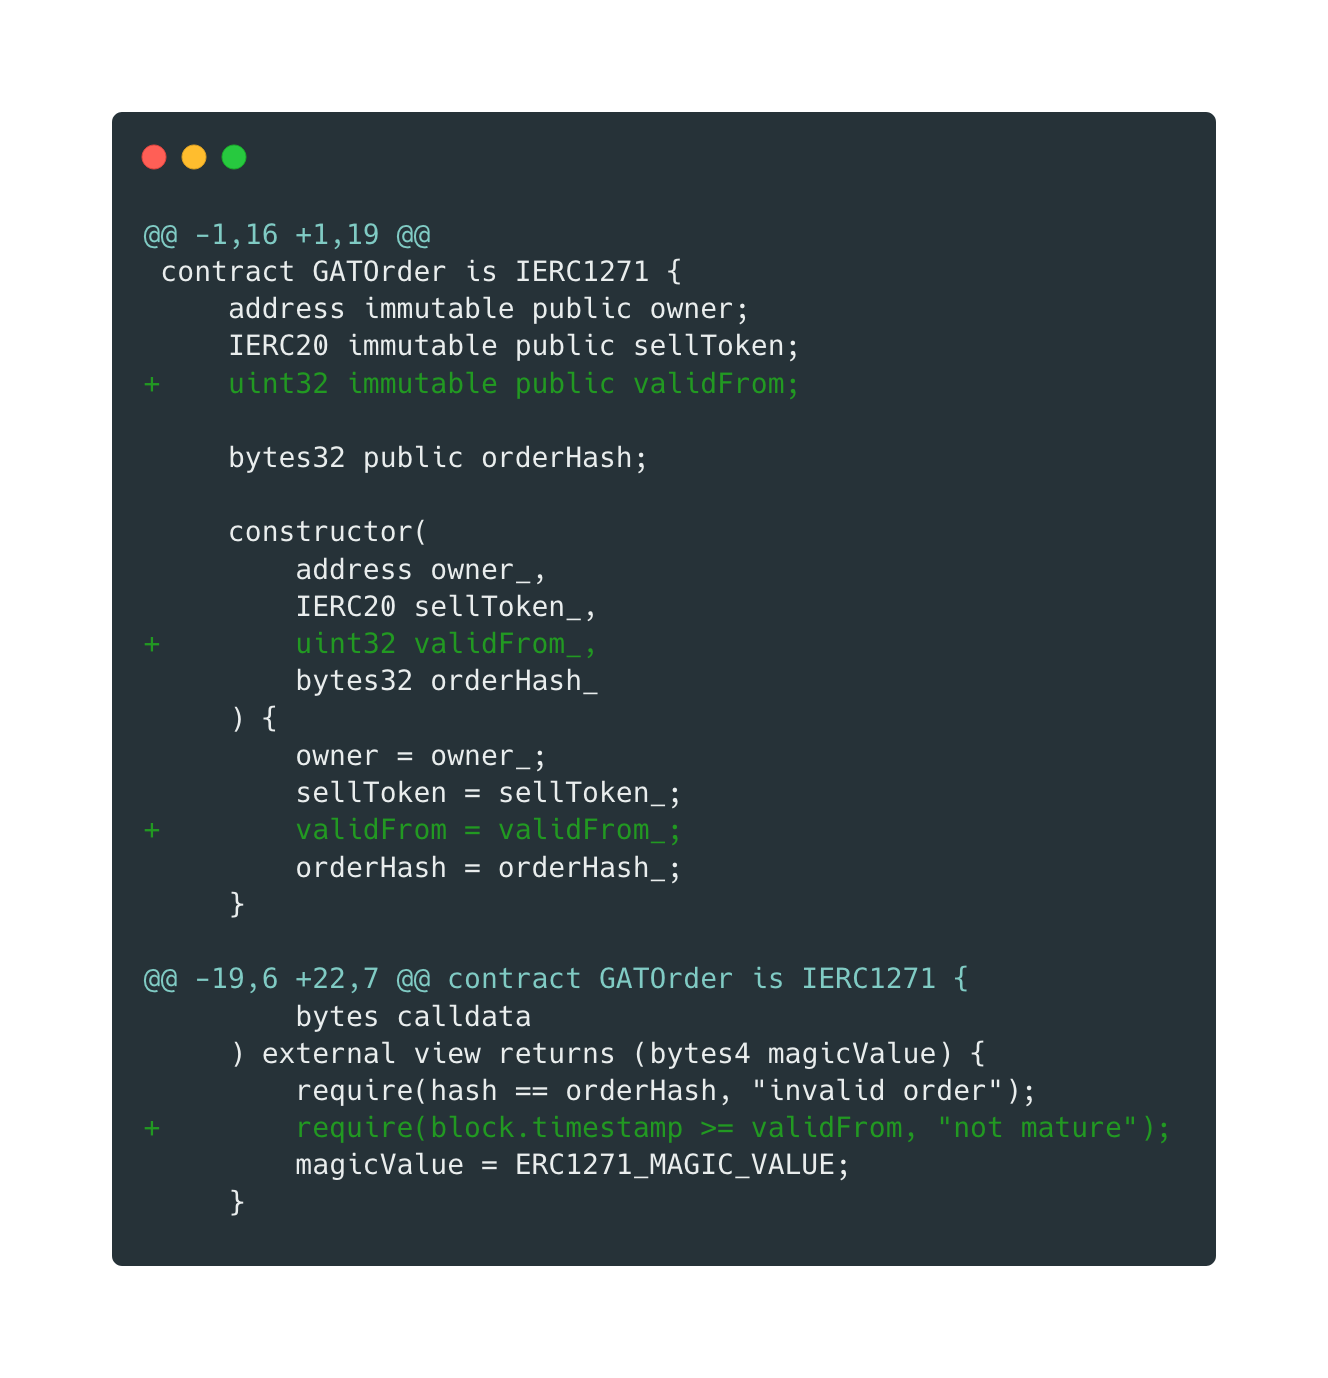 @@ -1,16 +1,19 @@
 contract GATOrder is IERC1271 {
     address immutable public owner;
     IERC20 immutable public sellToken;
+    uint32 immutable public validFrom;

     bytes32 public orderHash;

     constructor(
         address owner_,
         IERC20 sellToken_,
+        uint32 validFrom_,
         bytes32 orderHash_
     ) {
         owner = owner_;
         sellToken = sellToken_;
+        validFrom = validFrom_;
         orderHash = orderHash_;
     }

@@ -19,6 +22,7 @@ contract GATOrder is IERC1271 {
         bytes calldata
     ) external view returns (bytes4 magicValue) {
         require(hash == orderHash, "invalid order");
+        require(block.timestamp >= validFrom, "not mature");
         magicValue = ERC1271_MAGIC_VALUE;
     }